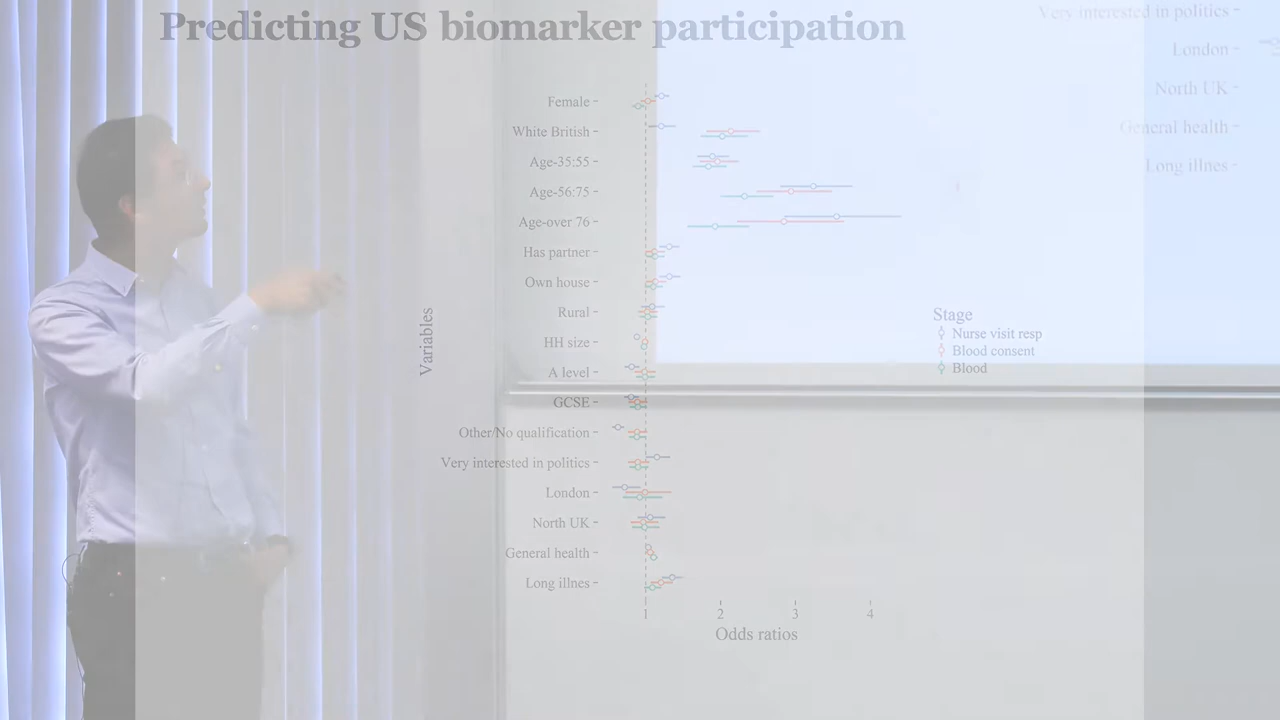 Predicting US biomarker participation
Very interested in politics
London
North UK
General health
Long illnes
Female
White British
Age-35:55
Age-56:75
Age-over 76
Has partner
Own house
Rural
HH size
A level
GCSE
Other/No qualification
Very interested in politics
London
North UK
General health
Long illnes
Variables
Stage
Nurse visit resp
Blood consent
Blood
1 2 3 4
Odds ratios